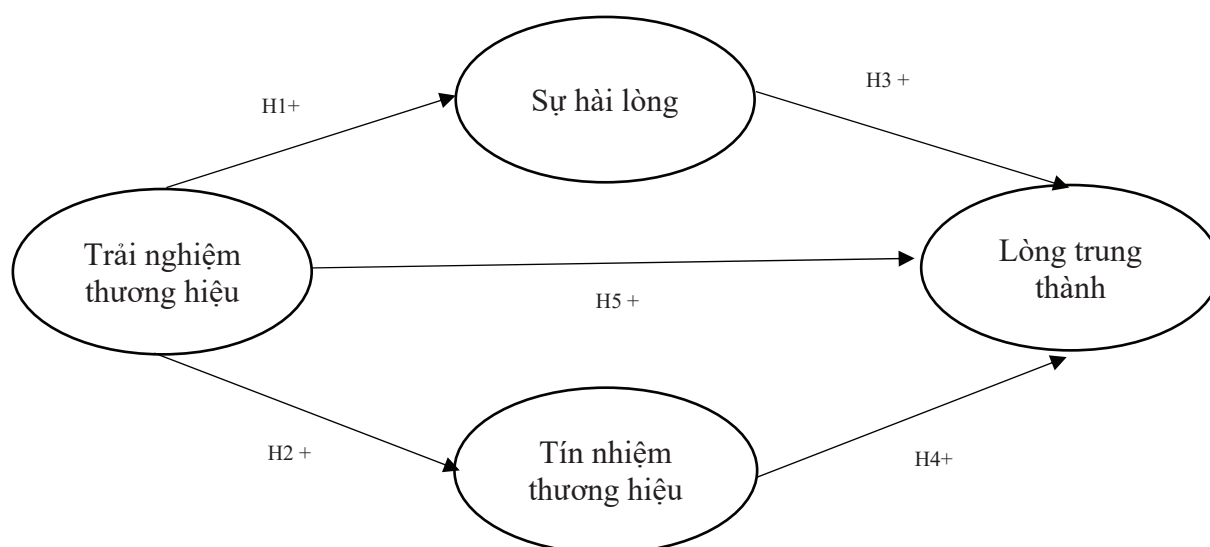 Sự hài lòng
H1+
H3 +
Trải nghiệm
thương hiệu
Lòng trung
thành
H5 +
H2 +
Tín nhiệm
thương hiệu
H4+